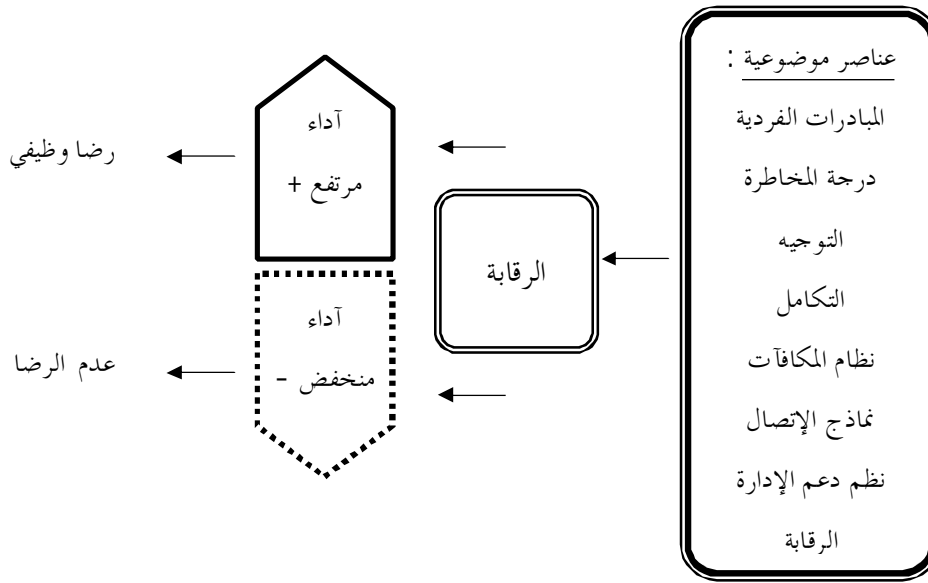 عناصر موضوعية :
المبادرات الفردية
درجة المخاطرة
التوجيه
التكامل
نظام المكافآت
نماذج الإتصال
نظم دعم الإدارة
الرقابة
الرقابة
آداء
مرتفع +
آداء
منخفض -
رضا وظيفي
عدم الرضا